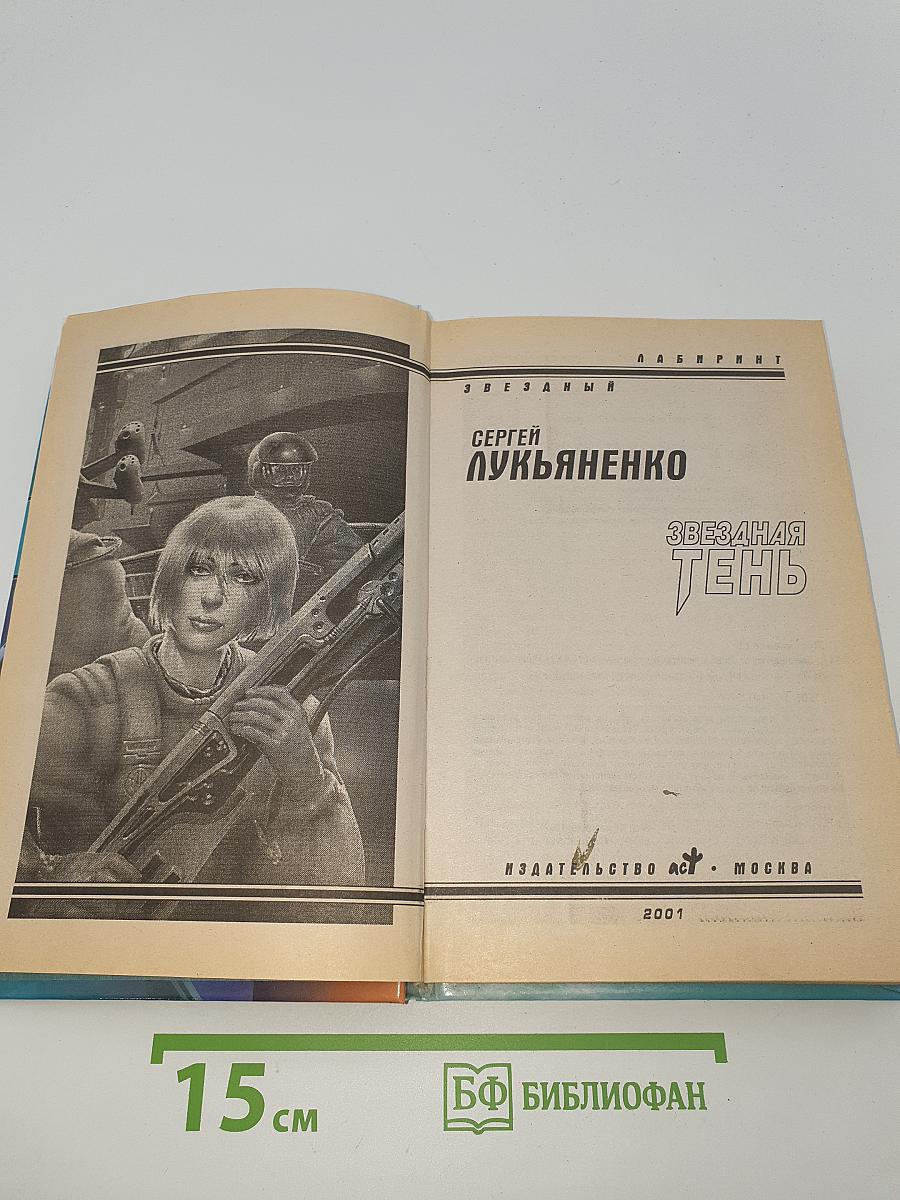 ЛАБИРИНТ
ЗВЕЗДНЫЙ
СЕРГЕЙ
ЛУКЬЯНЕНКО
ЗВЕЗДНАЯ
ТЕНЬ
ИЗДАТЕЛЬСТВО аст • МОСКВА
2001
15 см
БФ БИБЛИОФАН